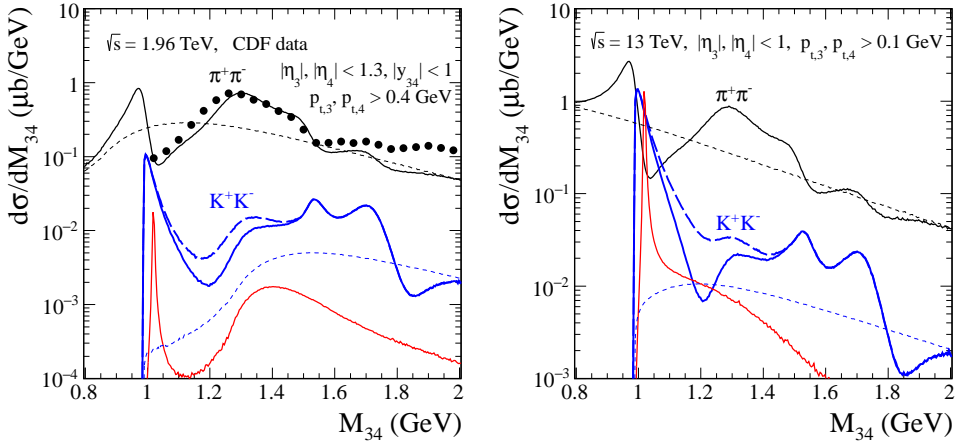 √s = 1.96 TeV, CDF data
|η₃|, |η₄| < 1.3, |y₃₄| < 1
pₜ,₃, pₜ,₄ > 0.4 GeV
π⁺π⁻
K⁺K⁻
dσ/dM₃₄ (μb/GeV)
10
1
10⁻¹
10⁻²
10⁻³
10⁻⁴
0.8 1 1.2 1.4 1.6 1.8 2
M₃₄ (GeV)
√s = 13 TeV, |η₃|, |η₄| < 1, pₜ,₃, pₜ,₄ > 0.1 GeV
π⁺π⁻
K⁺K⁻
dσ/dM₃₄ (μb/GeV)
10
1
10⁻¹
10⁻²
10⁻³
0.8 1 1.2 1.4 1.6 1.8 2
M₃₄ (GeV)